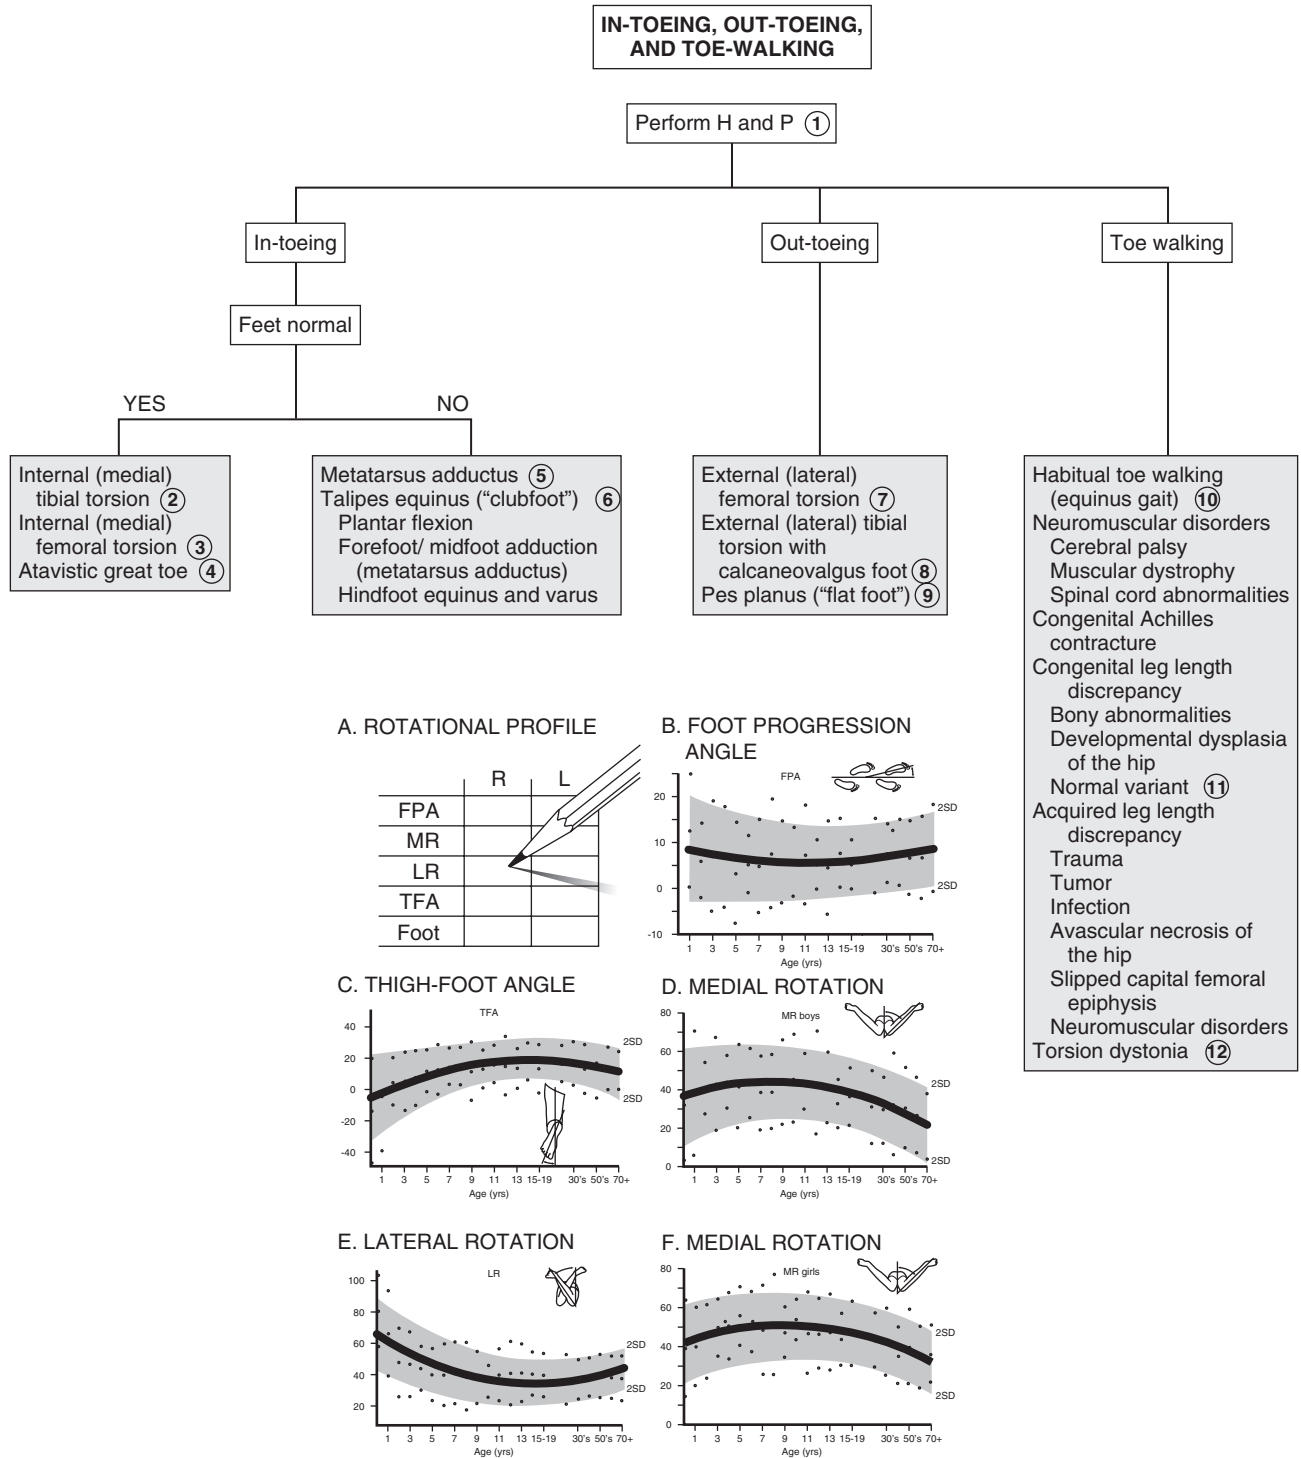 IN-TOEING, OUT-TOEING,
AND TOE-WALKING
Perform H and P 1
In-toeing
Out-toeing
Toe walking
Feet normal
YES
NO
Internal (medial)
tibial torsion 2
Internal (medial)
femoral torsion 3
Atavistic great toe 4
Metatarsus adductus 5
Talipes equinus (“clubfoot”) 6
Plantar flexion
Forefoot/ midfoot adduction
(metatarsus adductus)
Hindfoot equinus and varus
External (lateral)
femoral torsion 7
External (lateral) tibial
torsion with
calcaneovalgus foot 8
Pes planus (“flat foot”) 9
Habitual toe walking
(equinus gait) 10
Neuromuscular disorders
Cerebral palsy
Muscular dystrophy
Spinal cord abnormalities
Congenital Achilles
contracture
Congenital leg length
discrepancy
Bony abnormalities
Developmental dysplasia
of the hip
Normal variant 11
Acquired leg length
discrepancy
Trauma
Tumor
Infection
Avascular necrosis of
the hip
Slipped capital femoral
epiphysis
Neuromuscular disorders
Torsion dystonia 12
A. ROTATIONAL PROFILE
R L
FPA
MR
LR
TFA
Foot
B. FOOT PROGRESSION
ANGLE
FPA
20
10
0
-10
2SD
2SD
1 3 5 7 9 11 13 15-19 30's 50's 70+
Age (yrs)
C. THIGH-FOOT ANGLE
TFA
40
20
0
-20
-40
2SD
2SD
1 3 5 7 9 11 13 15-19 30's 50's 70+
Age (yrs)
D. MEDIAL ROTATION
MR boys
80
60
40
20
0
2SD
2SD
1 3 5 7 9 11 13 15-19 30's 50's 70+
Age (yrs)
E. LATERAL ROTATION
LR
100
80
60
40
20
2SD
2SD
1 3 5 7 9 11 13 15-19 30's 50's 70+
Age (yrs)
F. MEDIAL ROTATION
MR girls
80
60
40
20
0
2SD
2SD
1 3 5 7 9 11 13 15-19 30's 50's 70+
Age (yrs)